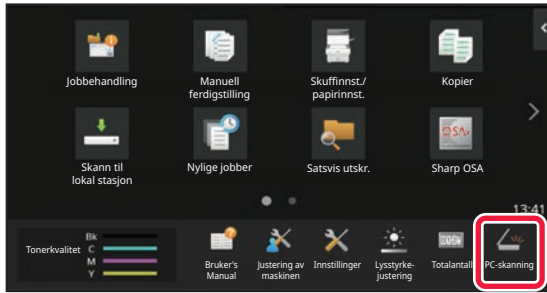 Jobbehandling
Manuell
ferdigstilling
Skuffinnst./
papirinnst.
Kopier
Skann til
lokal stasjon
Nylige jobber
Satsvis utskr.
OSA
Sharp OSA
13:41
Tonerkvalitet
Bk
C
M
Y
Bruker's
Manual
Justering av
maskinen
Innstillinger
Lysstyrke-
justering
Totalantall
PC-skanning